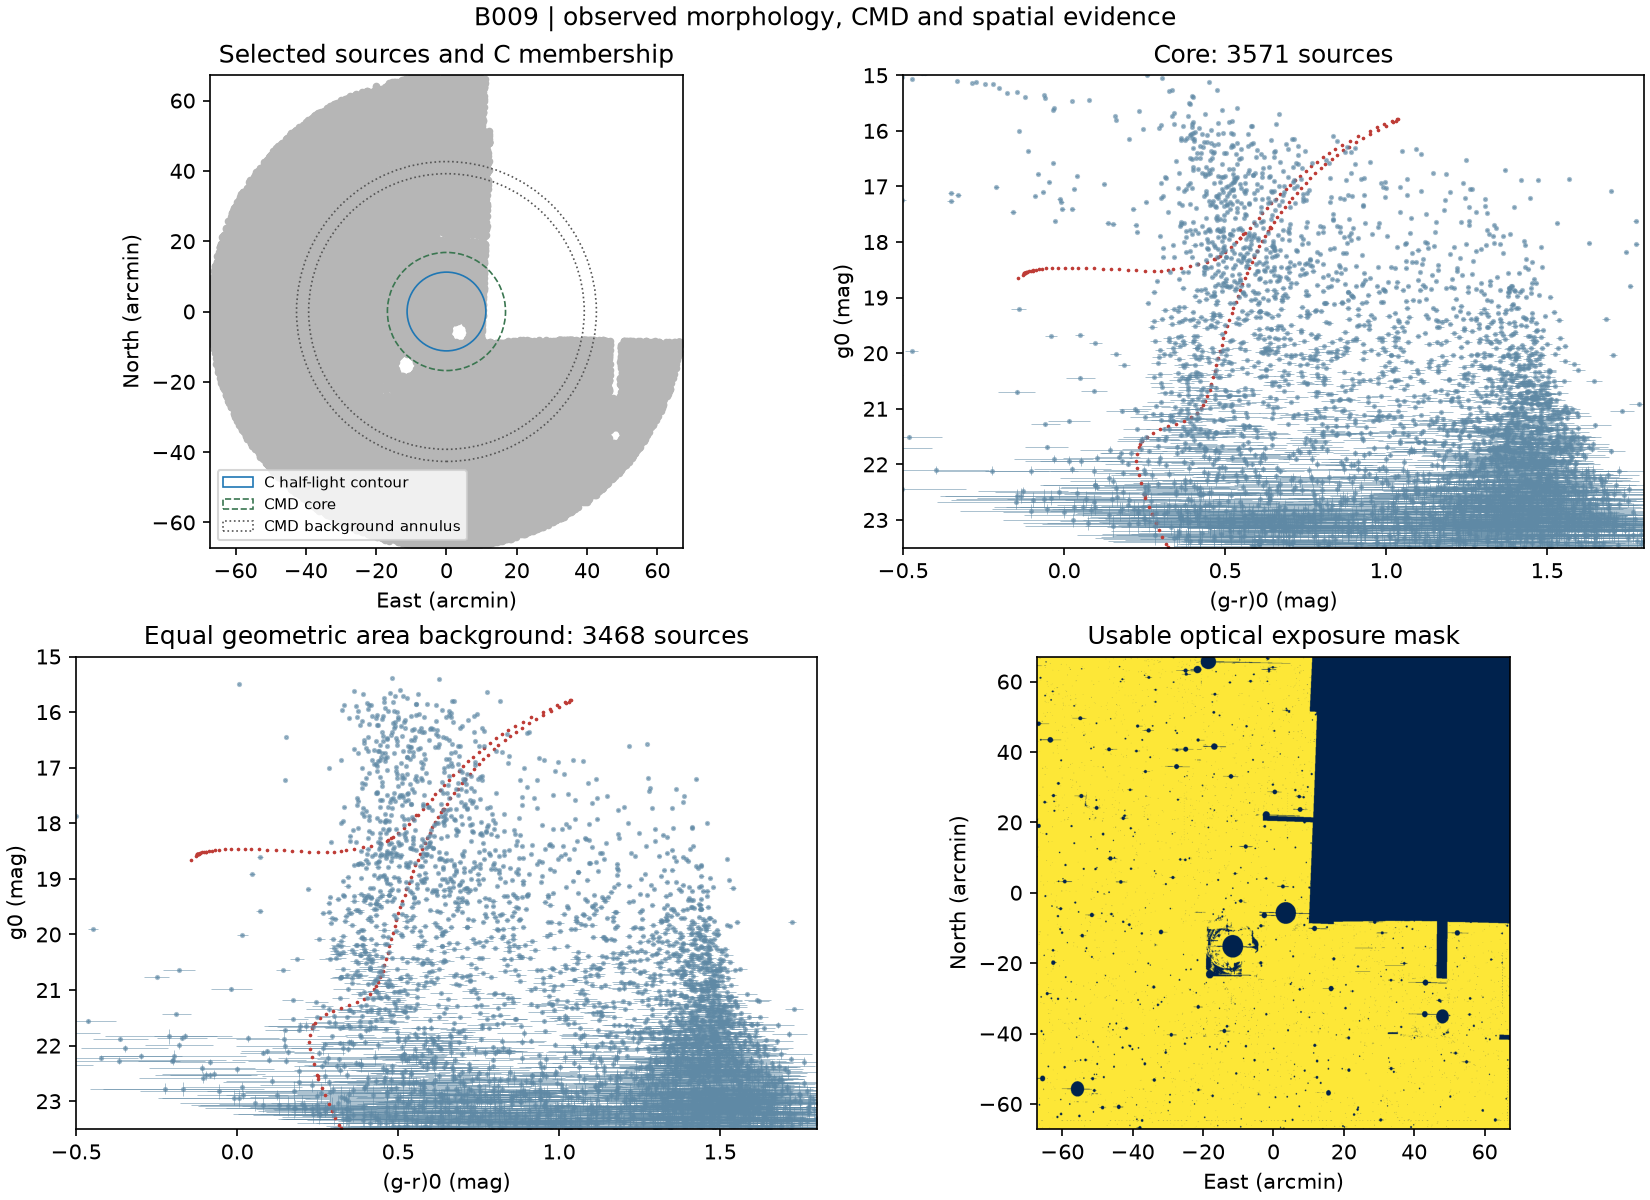 B009 | observed morphology, CMD and spatial evidence
Selected sources and C membership
60
40
20
0
−20
−40
−60
North (arcmin)
C half-light contour
CMD core
CMD background annulus
−60 −40 −20 0 20 40 60
East (arcmin)
Core: 3571 sources
15
16
17
18
19
20
21
22
23
g0 (mag)
−0.5 0.0 0.5 1.0 1.5
(g-r)0 (mag)
Equal geometric area background: 3468 sources
15
16
17
18
19
20
21
22
23
g0 (mag)
−0.5 0.0 0.5 1.0 1.5
(g-r)0 (mag)
Usable optical exposure mask
60
40
20
0
−20
−40
−60
North (arcmin)
−60 −40 −20 0 20 40 60
East (arcmin)